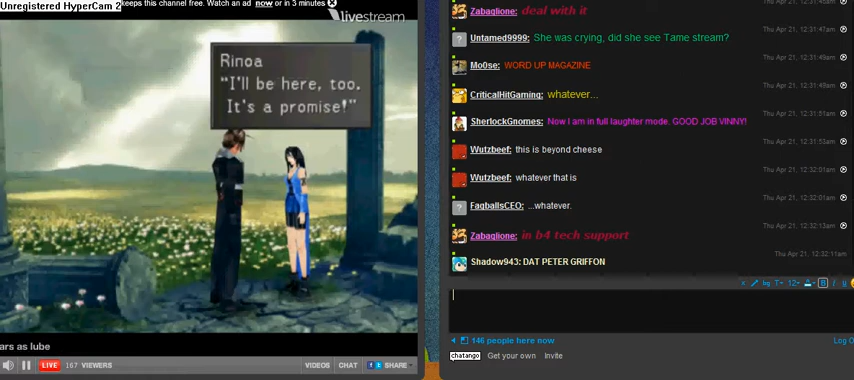 Unregistered HyperCam 2
keeps this channel free. Watch an ad now or in 3 minutes
livestream
Rinoa
"I'll be here, too.
It's a promise!"
ars as lube
LIVE 167 VIEWERS VIDEOS CHAT SHARE
Zabaglione: deal with it
Thu Apr 21, 12:31:47am
Untamed9999: She was crying, did she see Tame stream?
Thu Apr 21, 12:31:49am
Mo0se: WORD UP MAGAZINE
Thu Apr 21, 12:31:49am
CriticalHitGaming: whatever...
Thu Apr 21, 12:31:51am
SherlockGnomes: Now I am in full laughter mode. GOOD JOB VINNY!
Thu Apr 21, 12:31:53am
Wutzbeef: this is beyond cheese
Thu Apr 21, 12:32:01am
Wutzbeef: whatever that is
Thu Apr 21, 12:32:01am
FagballsCEO: ...whatever.
Thu Apr 21, 12:32:13am
Zabaglione: in b4 tech support
Thu Apr 21, 12:32:11am
Shadow943: DAT PETER GRIFFON
bg T 12 A B i u
146 people here now
Log O
chatango Get your own Invite